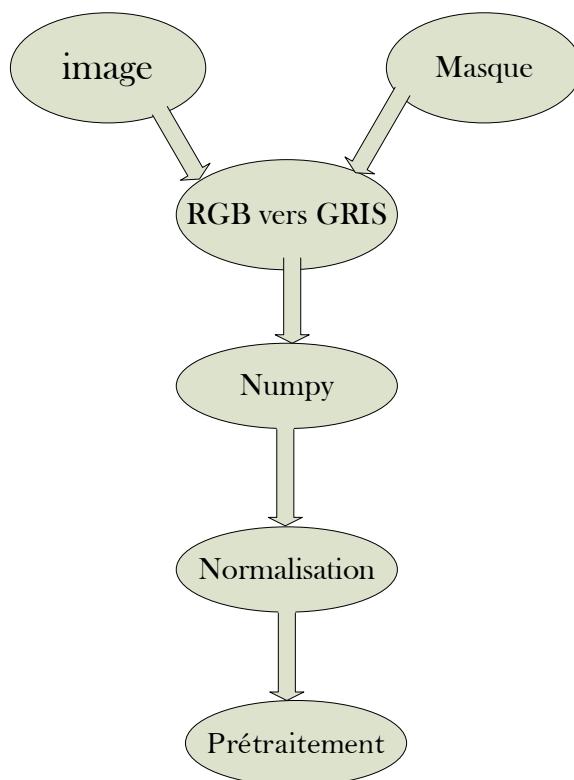 image
Masque
RGB vers GRIS
Numpy
Normalisation
Prétraitement